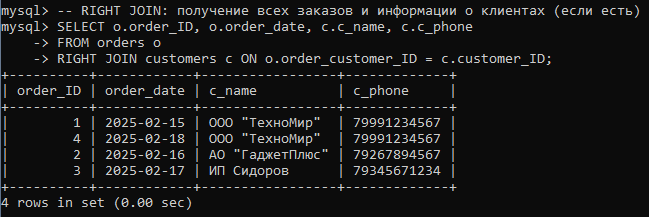 mysql> -- RIGHT JOIN: получение всех заказов и информации о клиентах (если есть)
mysql> SELECT o.order_ID, o.order_date, c.c_name, c.c_phone
    -> FROM orders o
    -> RIGHT JOIN customers c ON o.order_customer_ID = c.customer_ID;
+----------+------------+------------------+-------------+
| order_ID | order_date | c_name           | c_phone     |
+----------+------------+------------------+-------------+
|        1 | 2025-02-15 | ООО "ТехноМир"   | 79991234567 |
|        4 | 2025-02-18 | ООО "ТехноМир"   | 79991234567 |
|        2 | 2025-02-16 | АО "ГаджетПлюс"  | 79267894567 |
|        3 | 2025-02-17 | ИП Сидоров       | 79345671234 |
+----------+------------+------------------+-------------+
4 rows in set (0.00 sec)